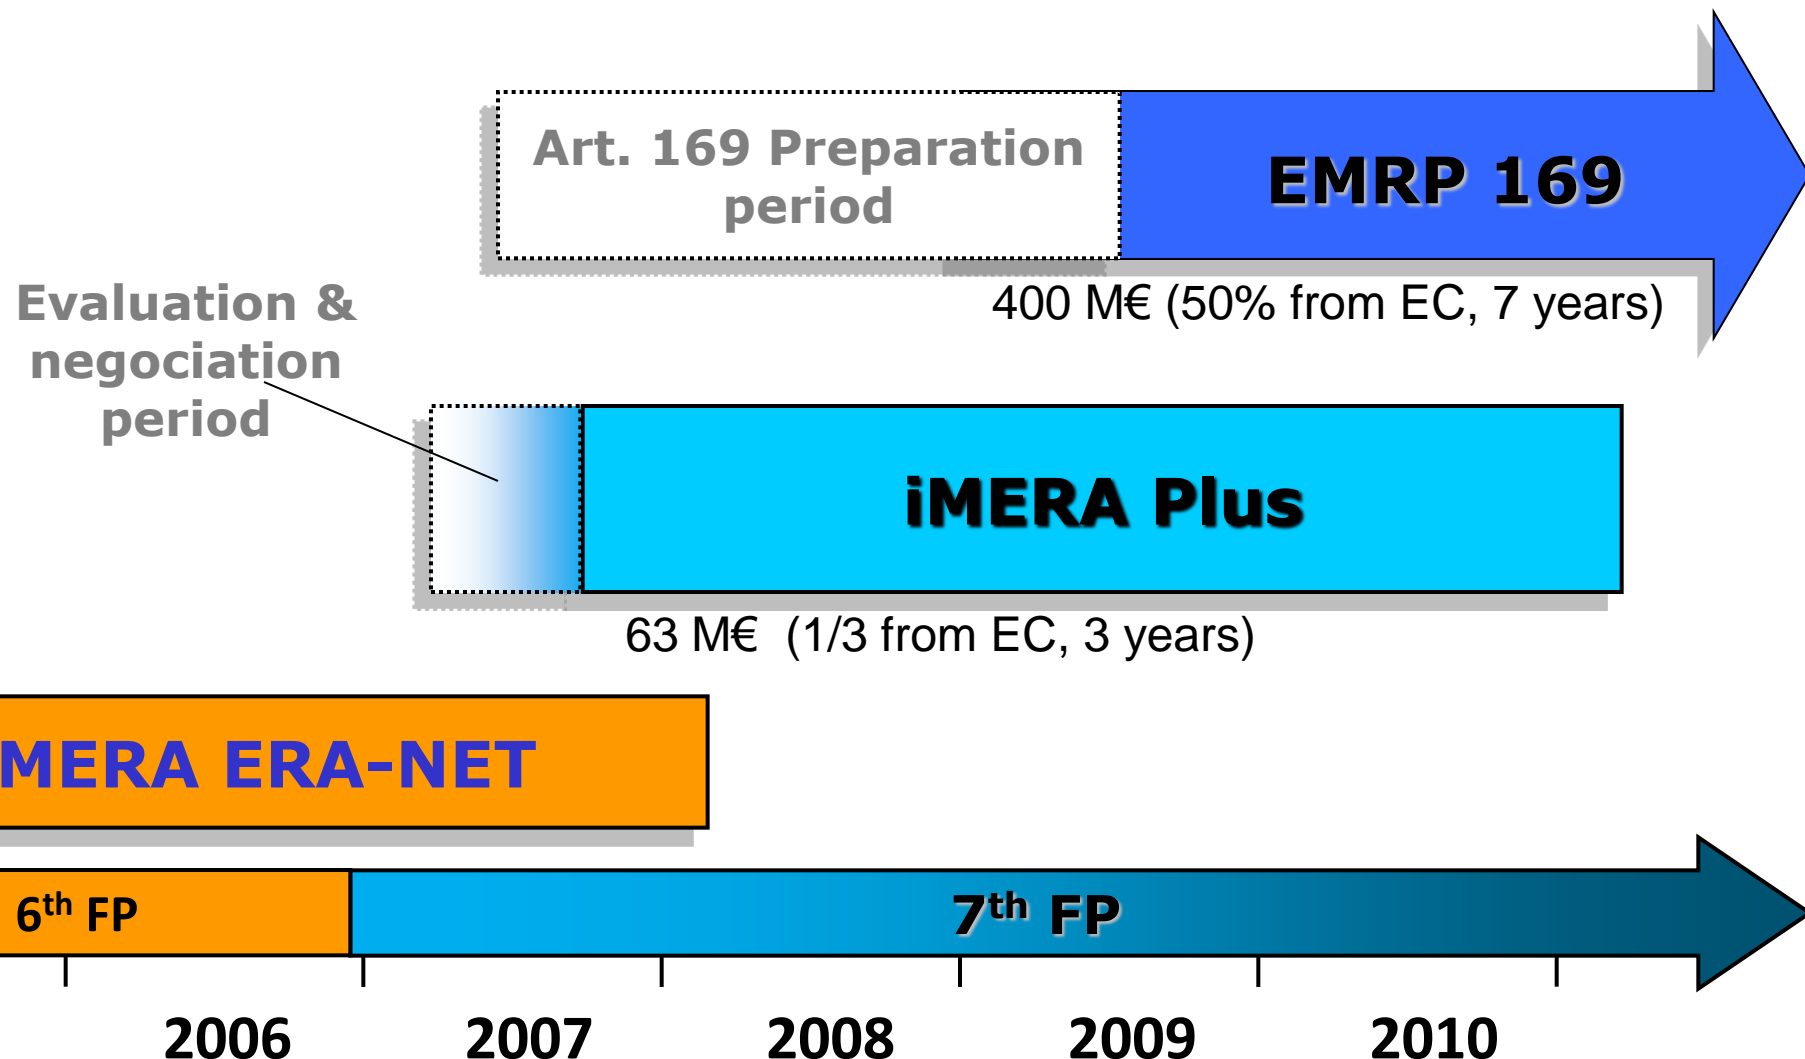 Art. 169 Preparation
period
EMRP 169
400 M€ (50% from EC, 7 years)
Evaluation &
negociation
period
iMERA Plus
63 M€ (1/3 from EC, 3 years)
MERA ERA-NET
6th FP
7th FP
2006 2007 2008 2009 2010